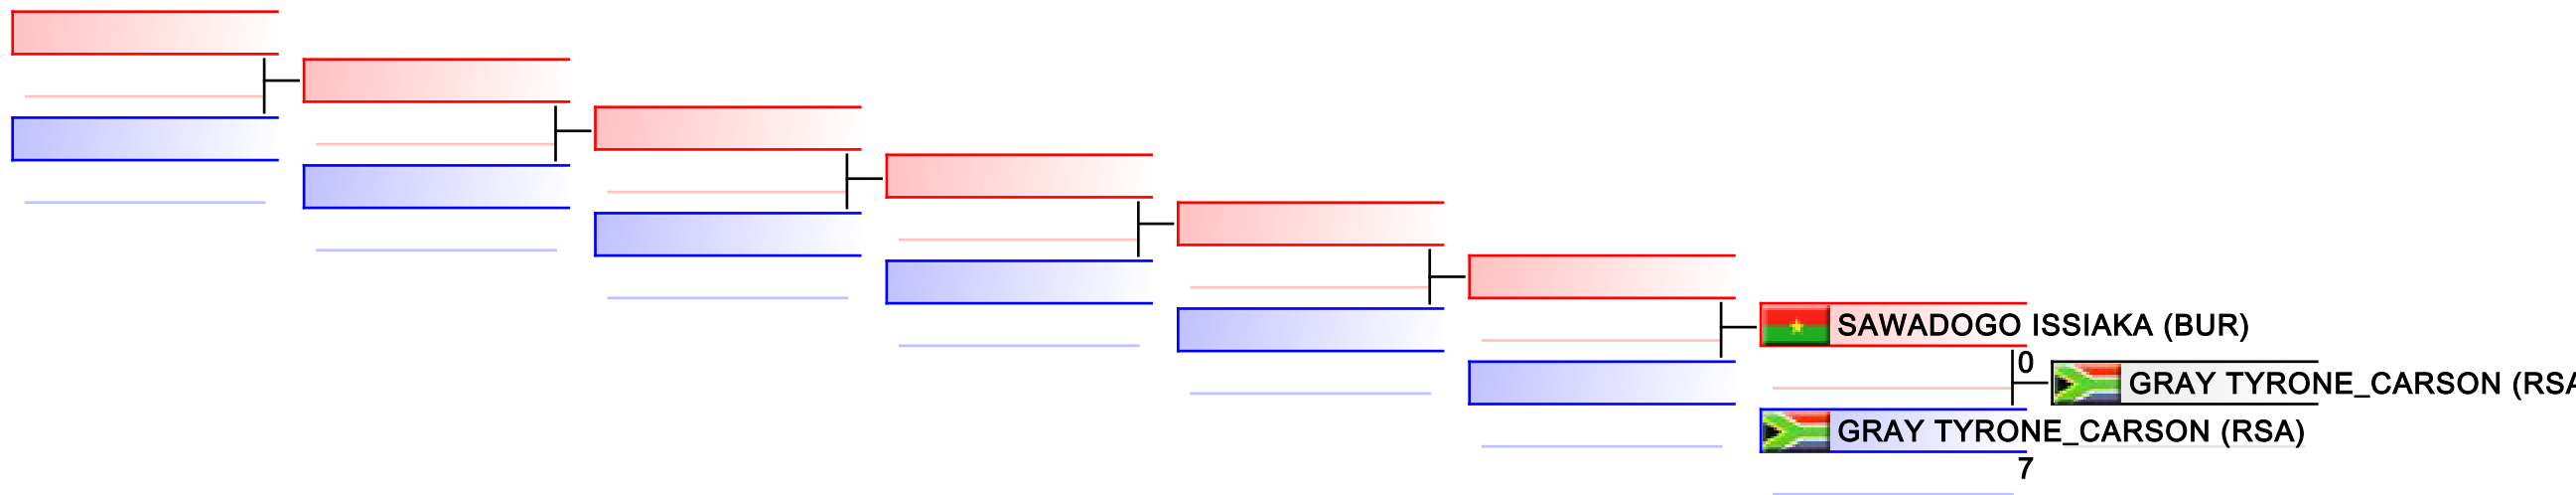 SAWADOGO ISSIAKA (BUR)
0
GRAY TYRONE_CARSON (RSA
GRAY TYRONE_CARSON (RSA)
7